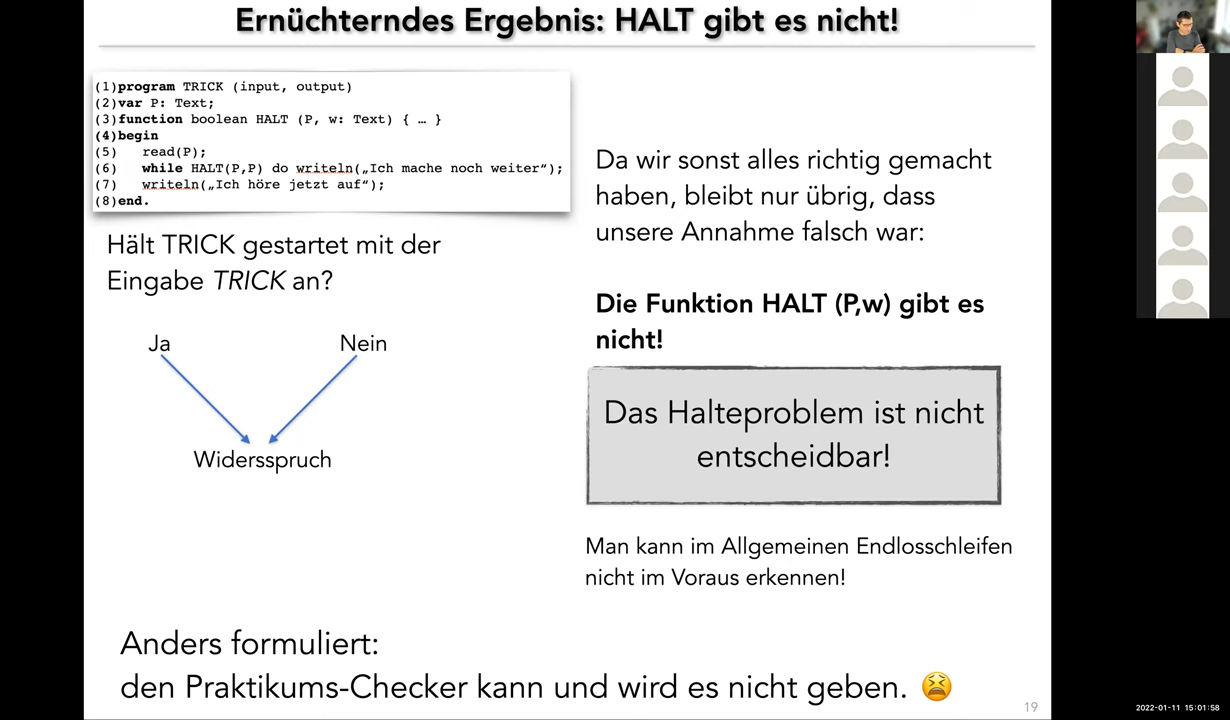 Ernüchterndes Ergebnis: HALT gibt es nicht!
(1)program TRICK (input, output)
(2)var P: Text;
(3)function boolean HALT (P, w: Text) { … }
(4)begin
(5) read(P);
(6) while HALT(P,P) do writeln(„Ich mache noch weiter“);
(7) writeln(„Ich höre jetzt auf“);
(8)end.
Hält TRICK gestartet mit der
Eingabe TRICK an?
Ja
Nein
Widersspruch
Da wir sonst alles richtig gemacht
haben, bleibt nur übrig, dass
unsere Annahme falsch war:
Die Funktion HALT (P,w) gibt es
nicht!
Das Halteproblem ist nicht
entscheidbar!
Man kann im Allgemeinen Endlosschleifen
nicht im Voraus erkennen!
Anders formuliert:
den Praktikums-Checker kann und wird es nicht geben. 😫
19
2022-01-11 15:01:58